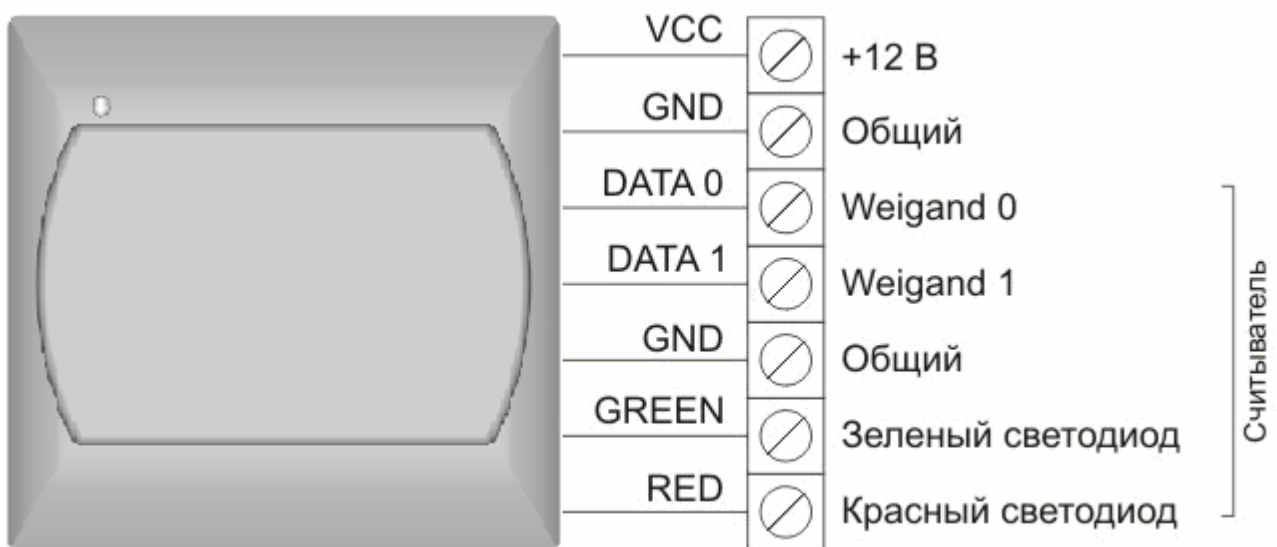 VCC
+12 В
GND
Общий
DATA 0
Weigand 0
DATA 1
Weigand 1
GND
Общий
GREEN
Зеленый светодиод
RED
Красный светодиод
Считыватель